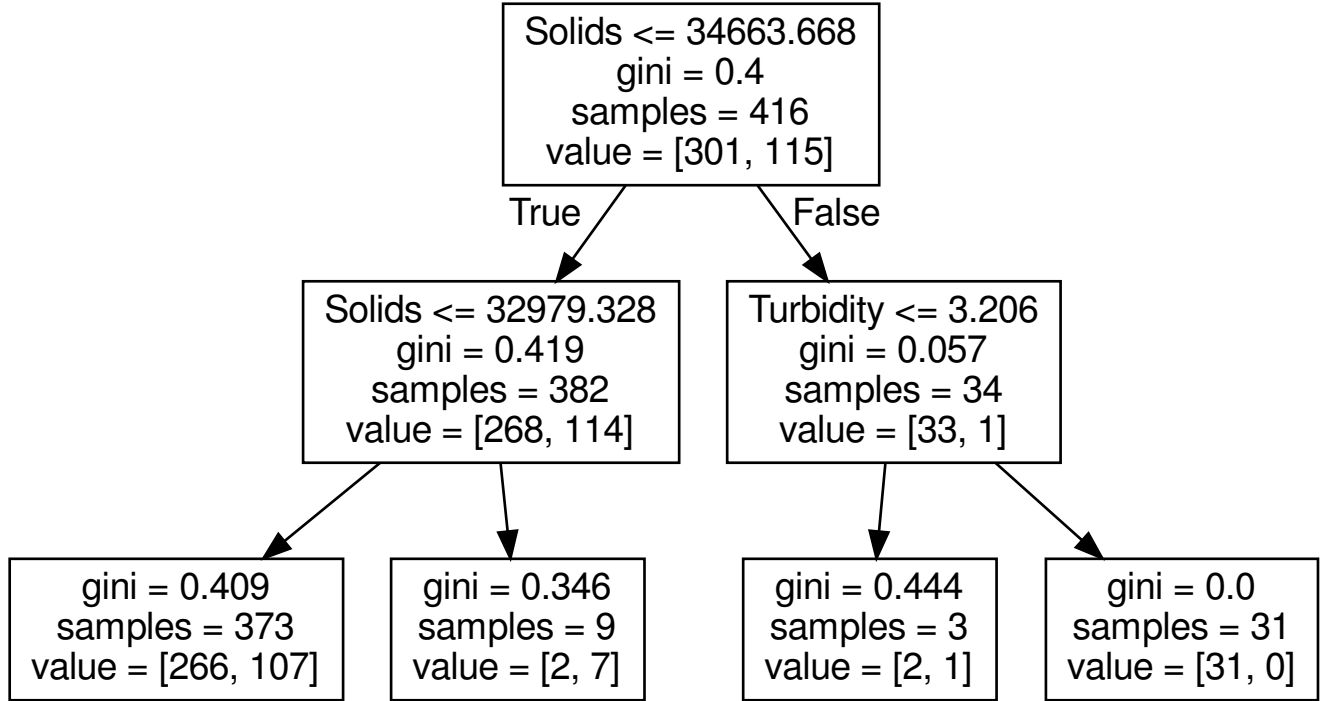 Solids <= 34663.668
gini = 0.4
samples = 416
value = [301, 115]
True
False
Solids <= 32979.328
gini = 0.419
samples = 382
value = [268, 114]
Turbidity <= 3.206
gini = 0.057
samples = 34
value = [33, 1]
gini = 0.409
samples = 373
value = [266, 107]
gini = 0.346
samples = 9
value = [2, 7]
gini = 0.444
samples = 3
value = [2, 1]
gini = 0.0
samples = 31
value = [31, 0]